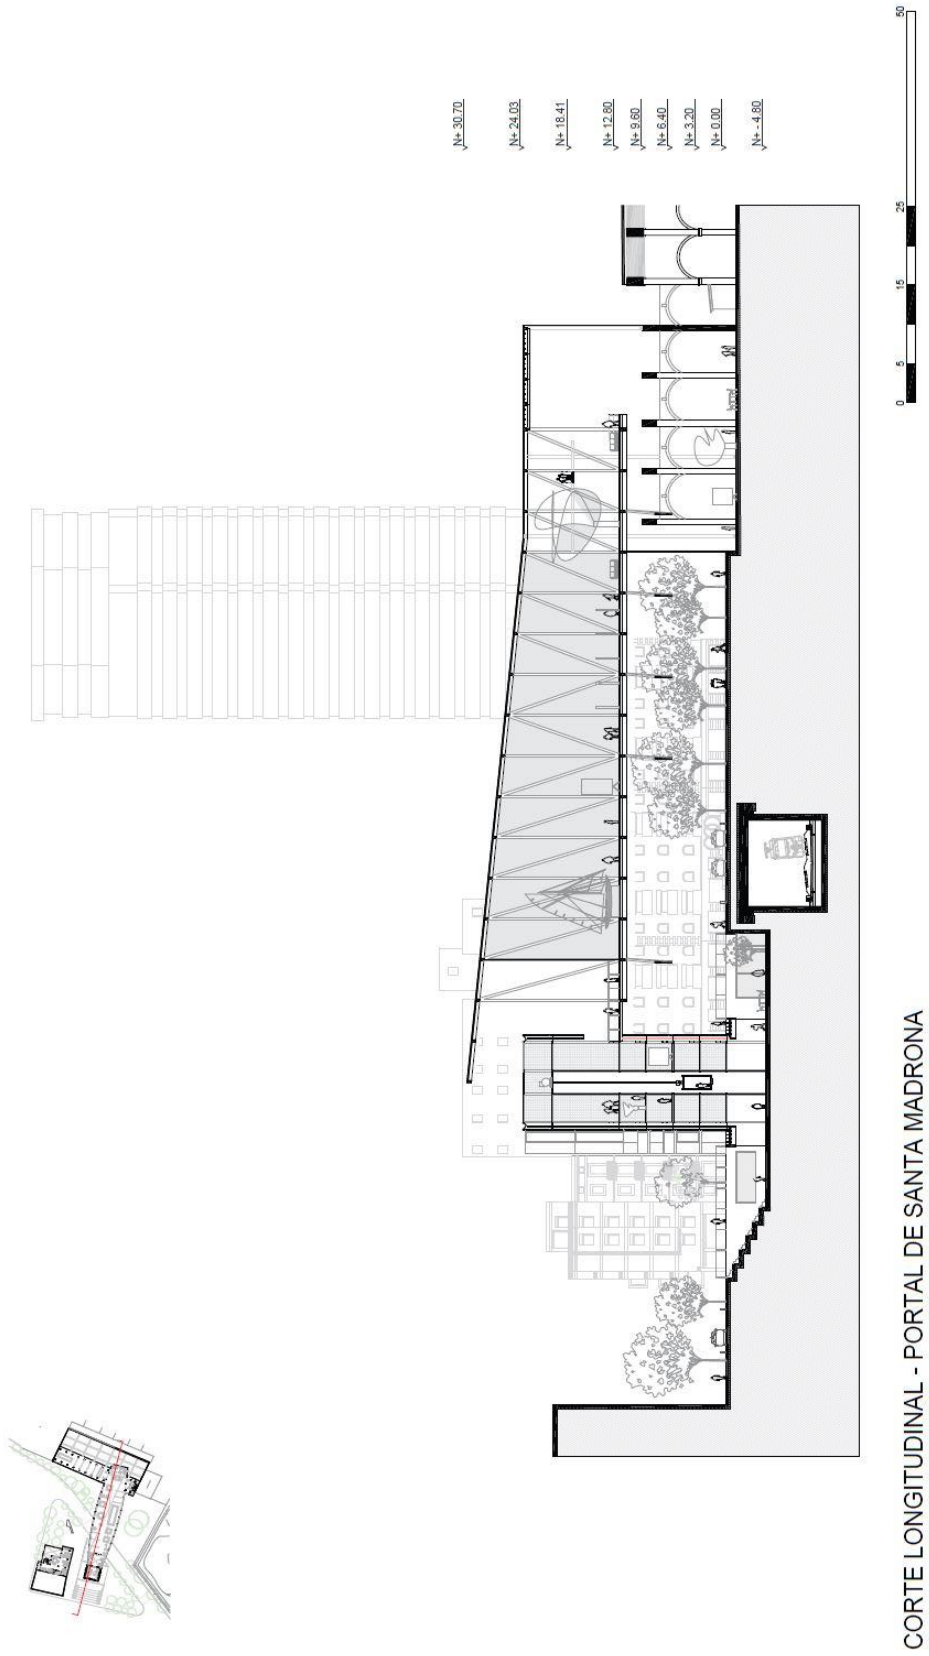 N+ 30.70
N+ 24.03
N+ 18.41
N+ 12.80
N+ 9.60
N+ 6.40
N+ 3.20
N+ 0.00
N+ - 4.80
0 5 15 25 50
CORTE LONGITUDINAL - PORTAL DE SANTA MADRONA